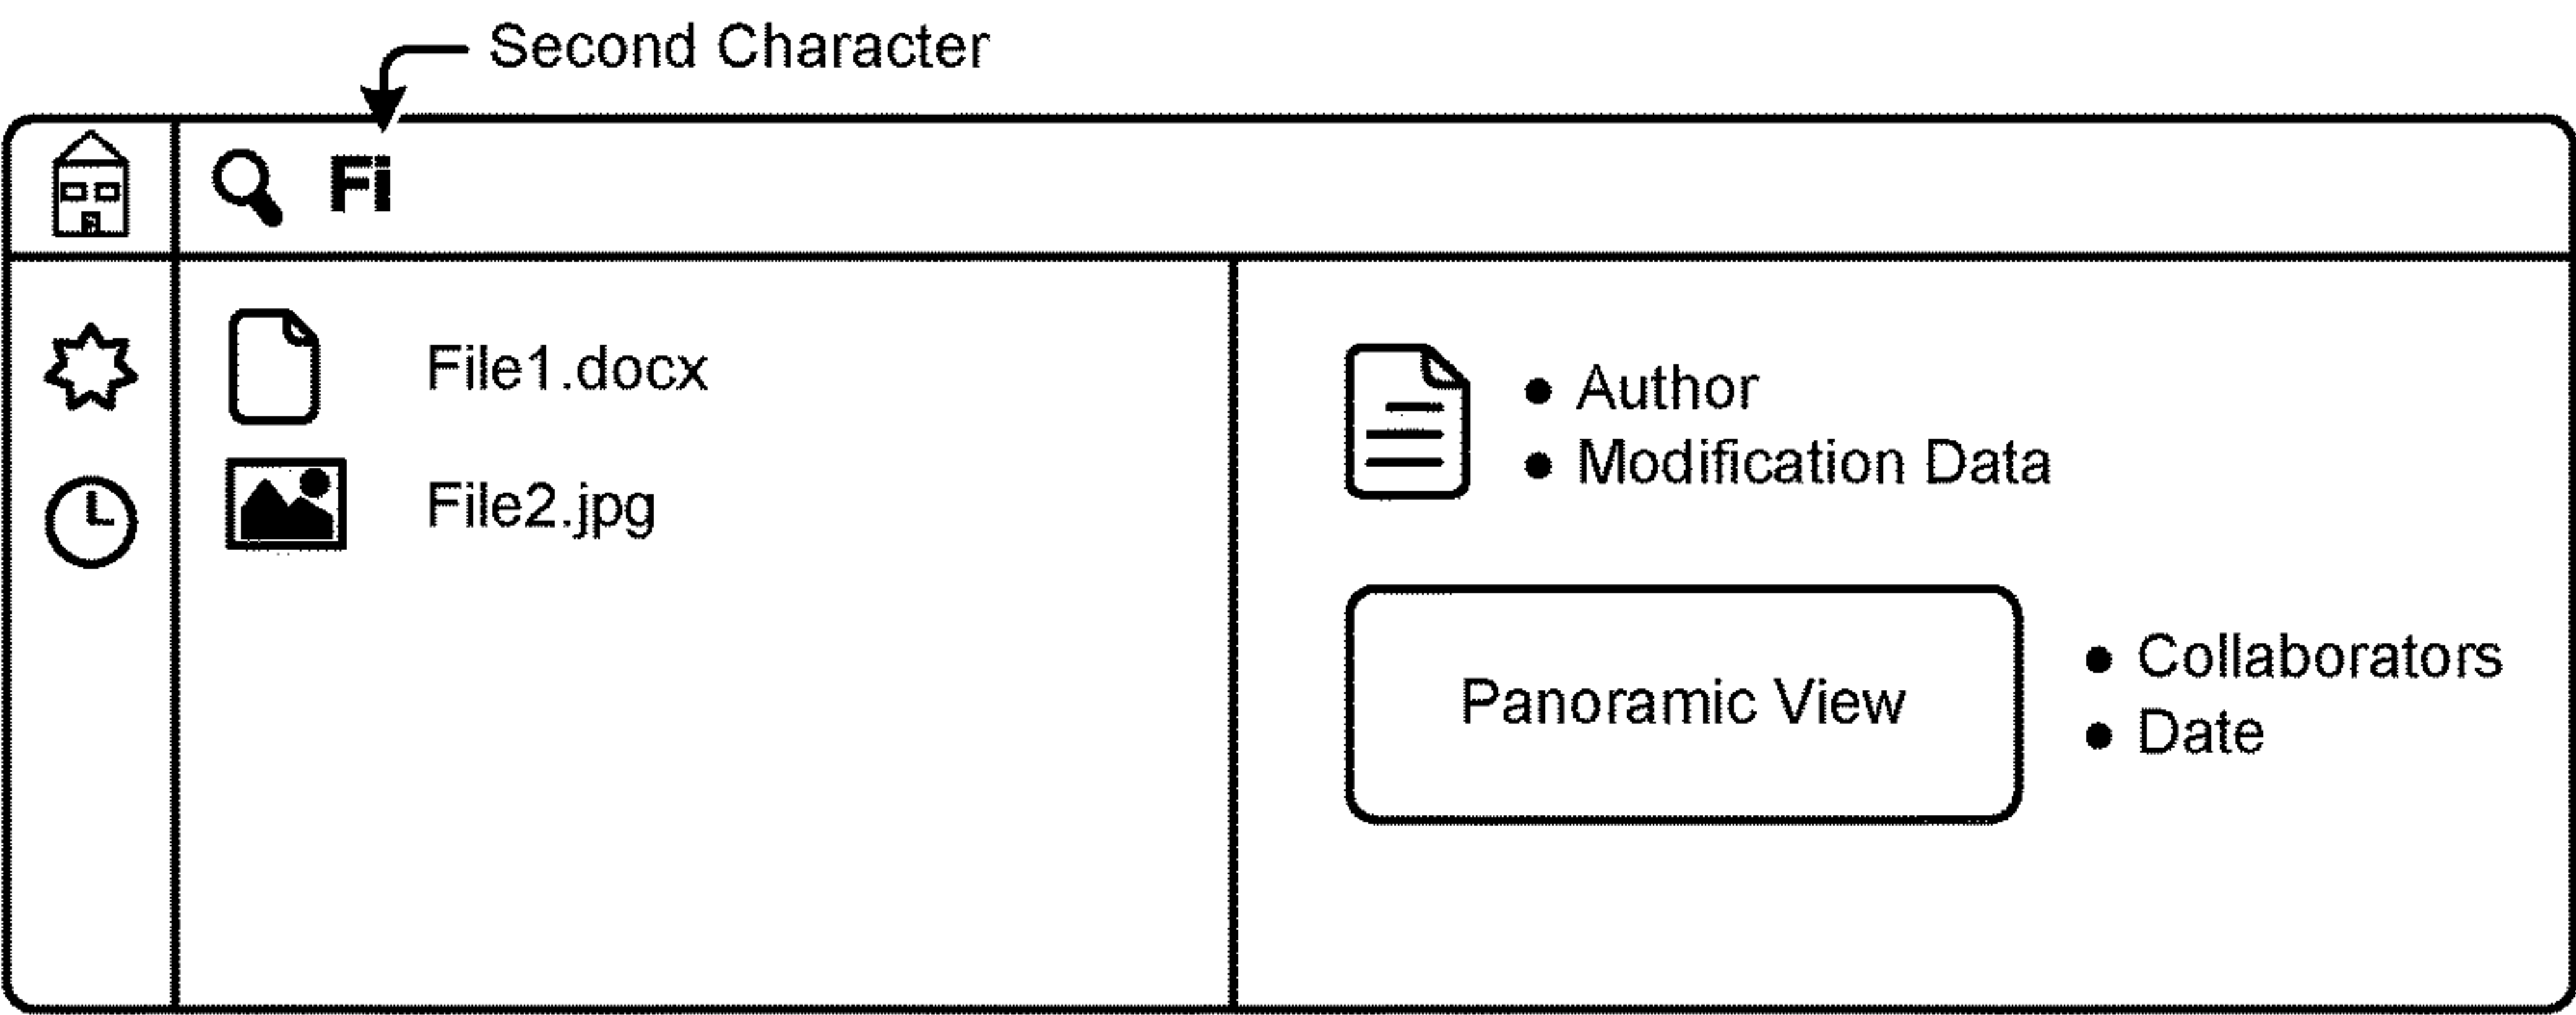 Second Character
Fi
File1.docx
File2.jpg
• Author
• Modification Data
Panoramic View
• Collaborators
• Date